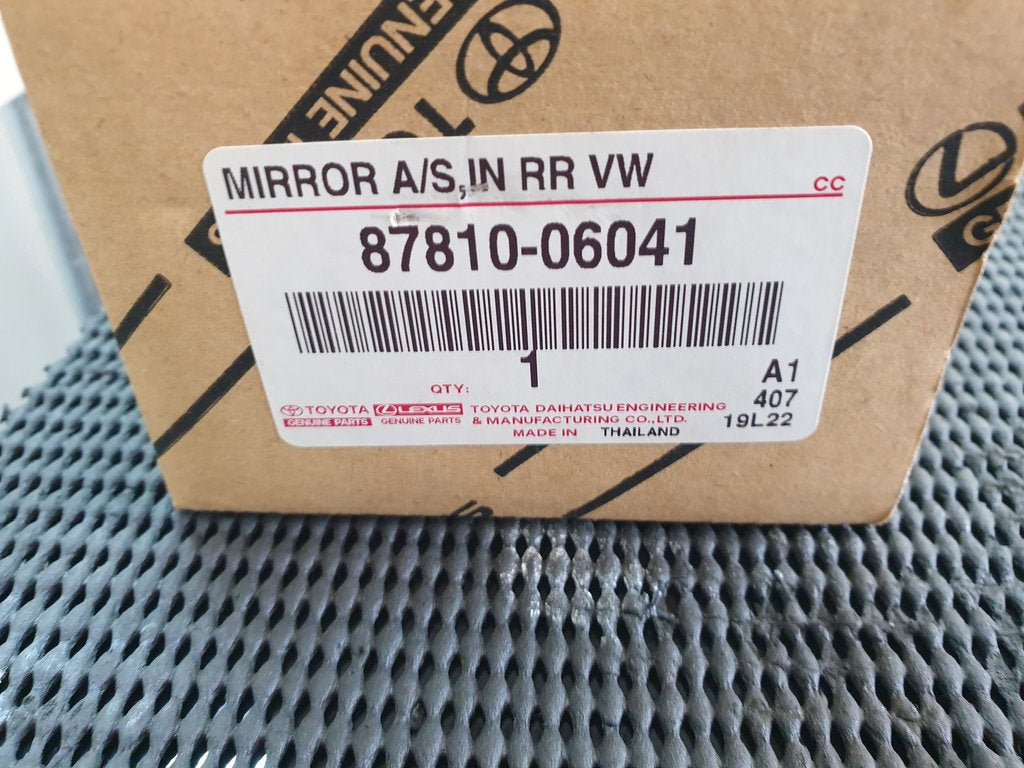 GENUINE
TO
MIRROR A/S,IN RR VW
CC
87810-06041
1
QTY:
A1
407
19L22
TOYOTA
GENUINE PARTS
LEXUS
GENUINE PARTS
TOYOTA DAIHATSU ENGINEERING
& MANUFACTURING CO.,LTD.
MADE IN THAILAND